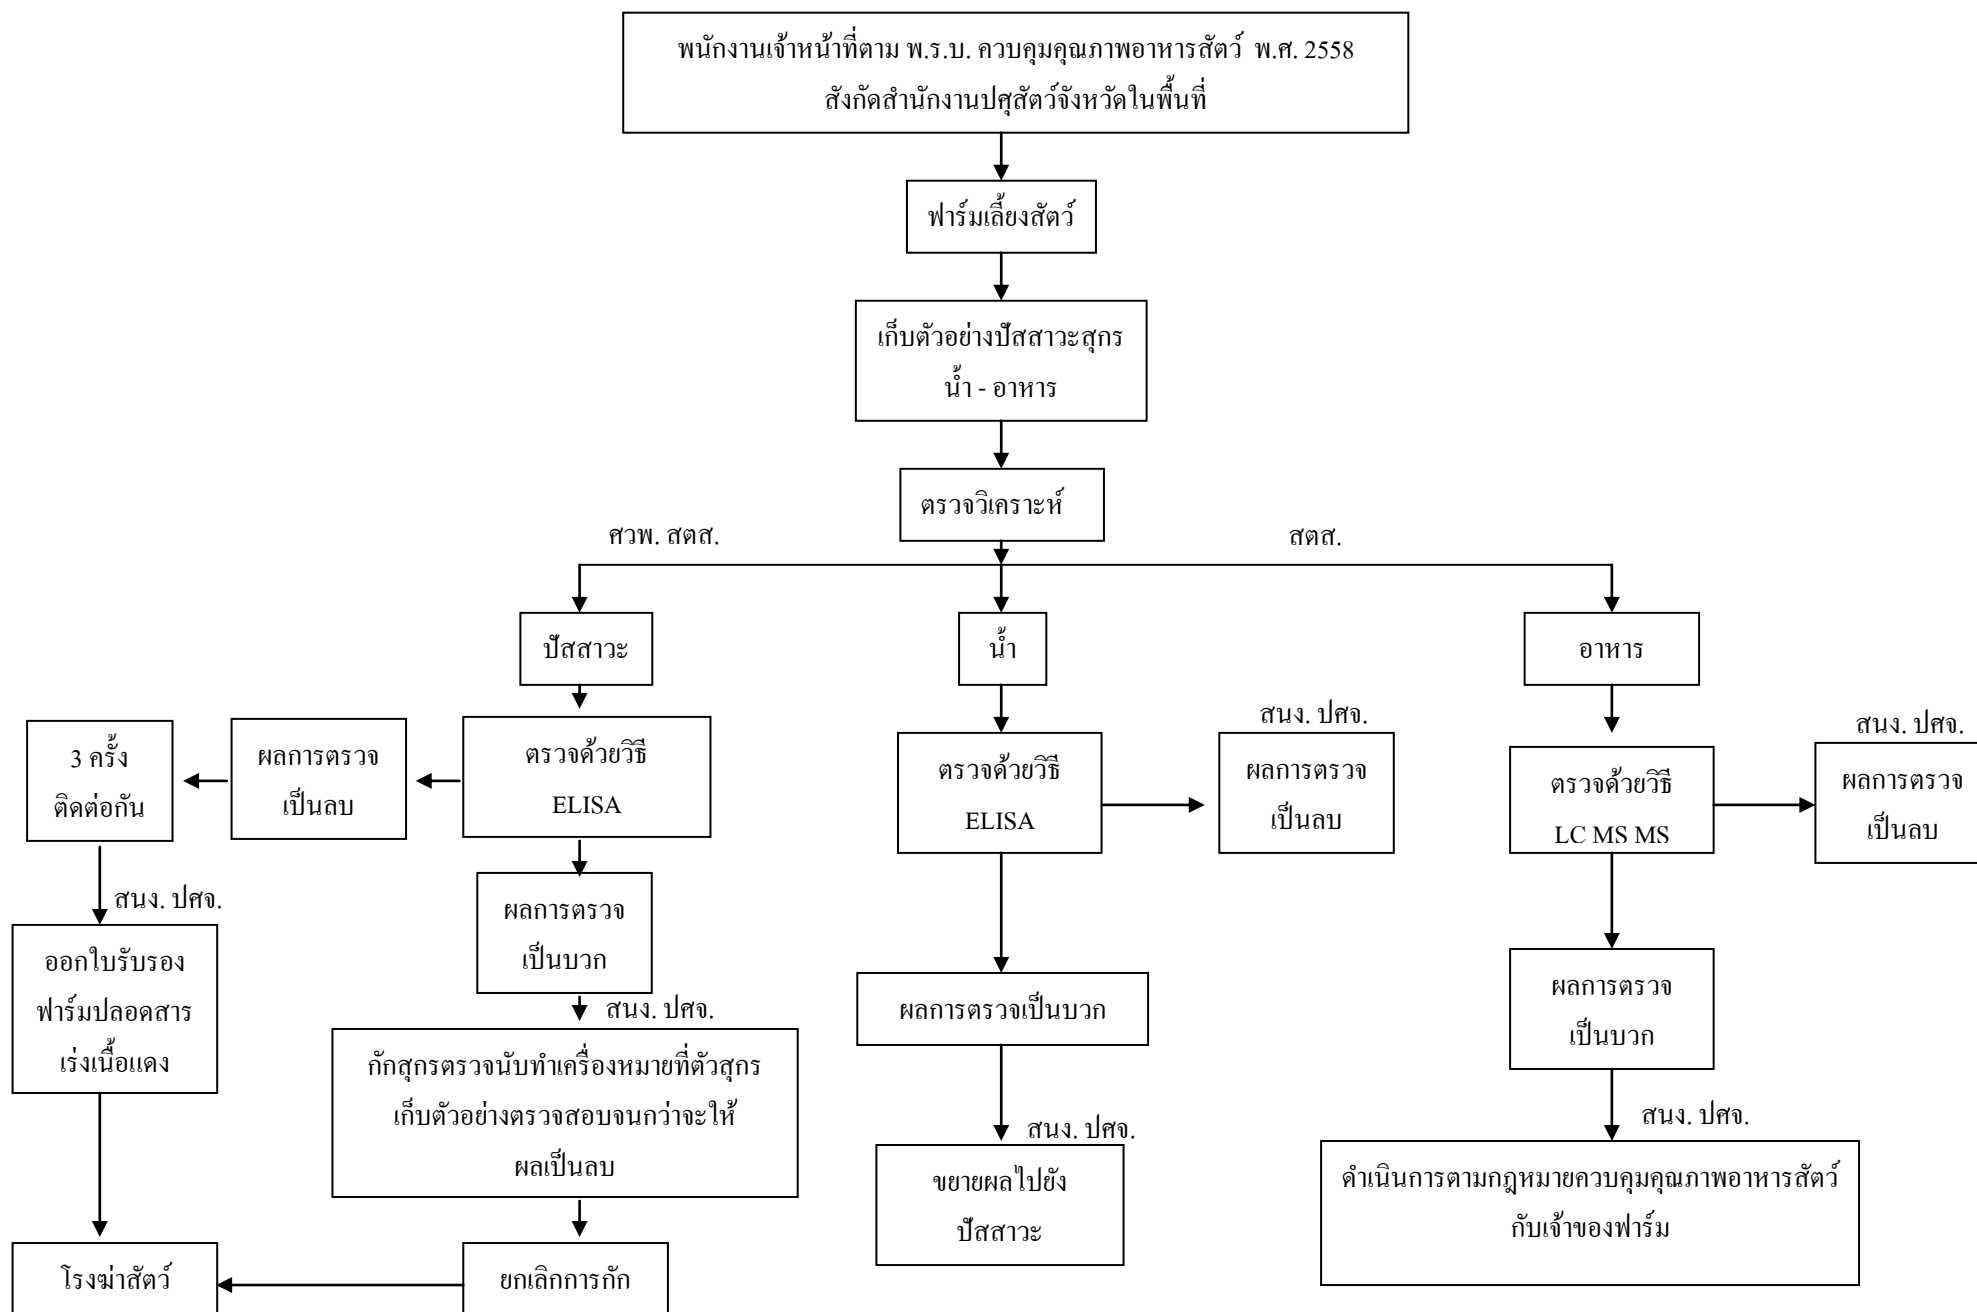 พนักงานเจ้าหน้าที่ตาม พ.ร.บ. ควบคุมคุณภาพอาหารสัตว์ พ.ศ. 2558
สังกัดสำนักงานปศุสัตว์จังหวัดในพื้นที่
ฟาร์มเลี้ยงสัตว์
เก็บตัวอย่างปัสสาวะสุกร
น้ำ - อาหาร
ตรวจวิเคราะห์
ศวพ. สตส.
สตส.
ปัสสาวะ
น้ำ
อาหาร
3 ครั้ง
ติดต่อกัน
ผลการตรวจ
เป็นลบ
ตรวจด้วยวิธี
ELISA
ตรวจด้วยวิธี
ELISA
สนง. ปศจ.
ผลการตรวจ
เป็นลบ
ตรวจด้วยวิธี
LC MS MS
สนง. ปศจ.
ผลการตรวจ
เป็นลบ
สนง. ปศจ.
ออกใบรับรอง
ฟาร์มปลอดสาร
เร่งเนื้อแดง
ผลการตรวจ
เป็นบวก
สนง. ปศจ.
กักสุกรตรวจนับทำเครื่องหมายที่ตัวสุกร
เก็บตัวอย่างตรวจสอบจนกว่าจะให้
ผลเป็นลบ
ผลการตรวจเป็นบวก
สนง. ปศจ.
ขยายผลไปยัง
ปัสสาวะ
ผลการตรวจ
เป็นบวก
สนง. ปศจ.
ดำเนินการตามกฎหมายควบคุมคุณภาพอาหารสัตว์
กับเจ้าของฟาร์ม
โรงฆ่าสัตว์
ยกเลิกการกัก